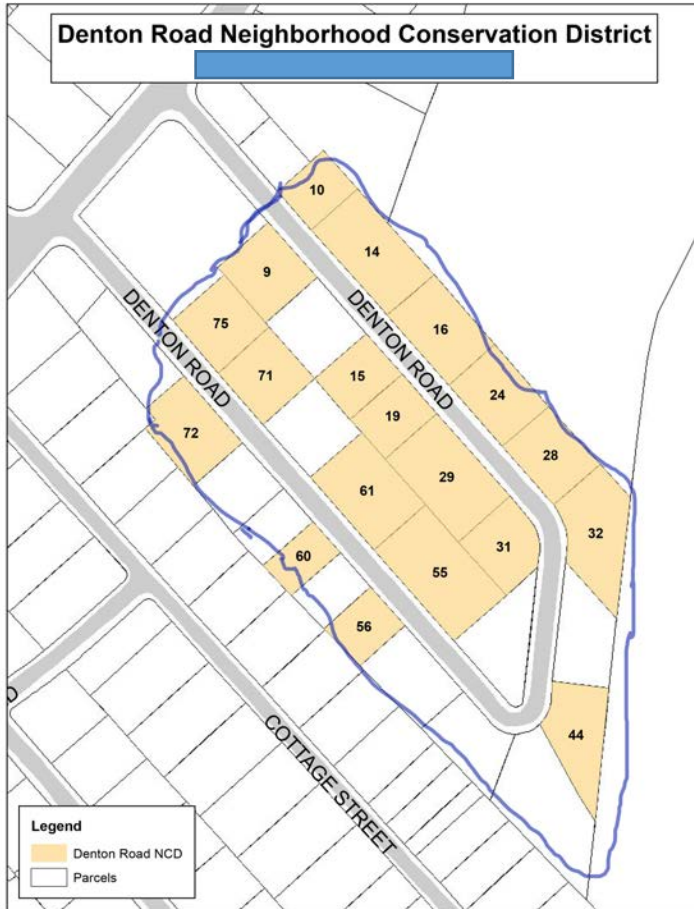 Denton Road Neighborhood Conservation District
10
14
9
DENTON ROAD
DENTON ROAD
75
16
71
15
24
19
72
28
29
61
32
31
60
55
56
44
COTTAGE STREET
D
Legend
Denton Road NCD
Parcels